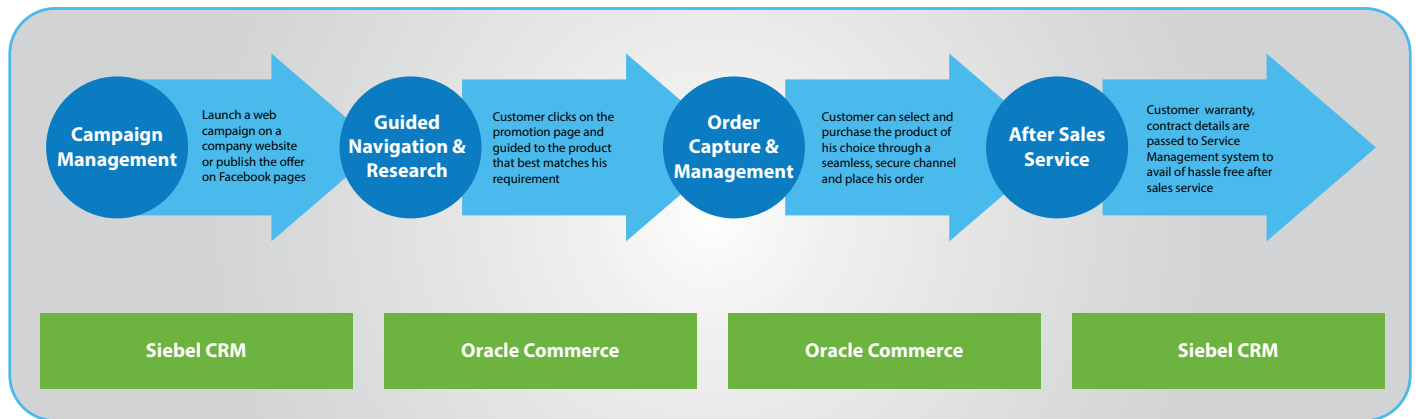 Campaign
Management
Launch a web
campaign on a
company website
or publish the offer
on Facebook pages
Guided
Navigation &
Research
Customer clicks on the
promotion page and
guided to the product
that best matches his
requirement
Order
Capture &
Management
Customer can select and
purchase the product of
his choice through a
seamless, secure channel
and place his order
After Sales
Service
Customer warranty,
contract details are
passed to Service
Management system to
avail of hassle free after
sales service
Siebel CRM
Oracle Commerce
Oracle Commerce
Siebel CRM